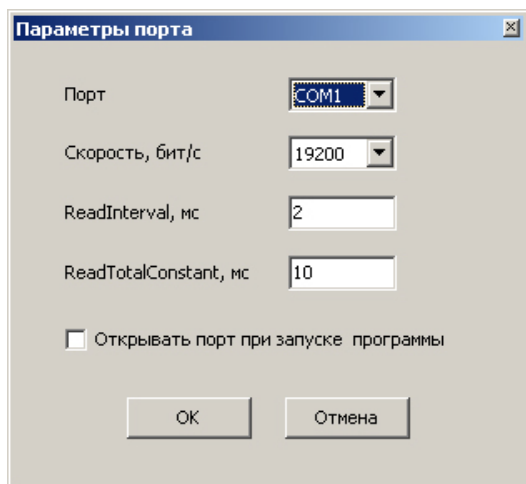 Параметры порта
Порт COM1
Скорость, бит/с 19200
ReadInterval, мс 2
ReadTotalConstant, мс 10
Открывать порт при запуске программы
OK Отмена